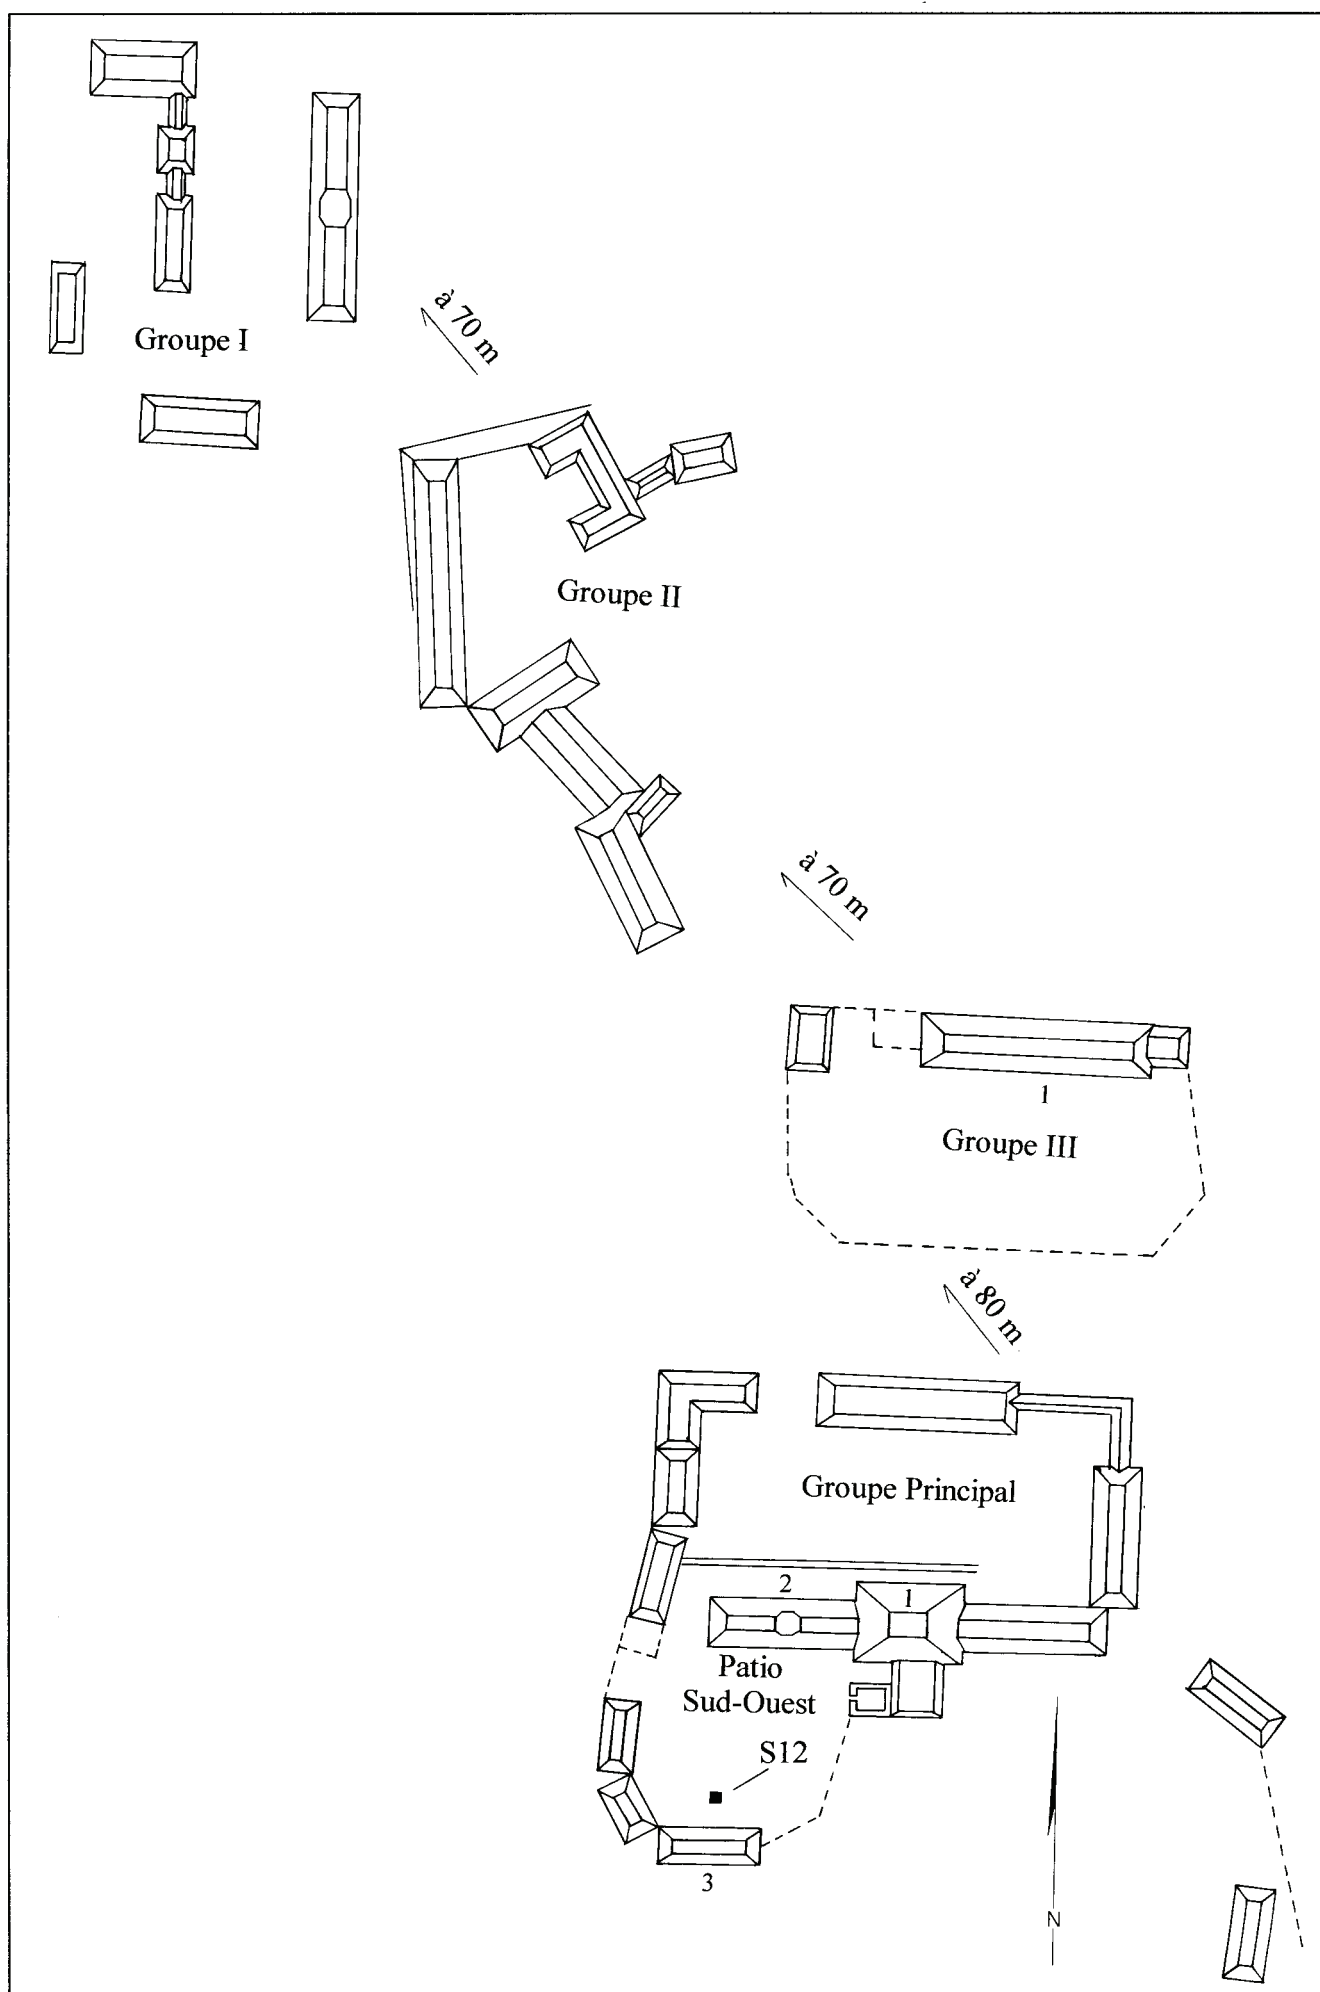 Groupe I
à 70 m
Groupe II
à 70 m
1
Groupe III
à 80 m
Groupe Principal
2
1
Patio
Sud-Ouest
S12
3
N